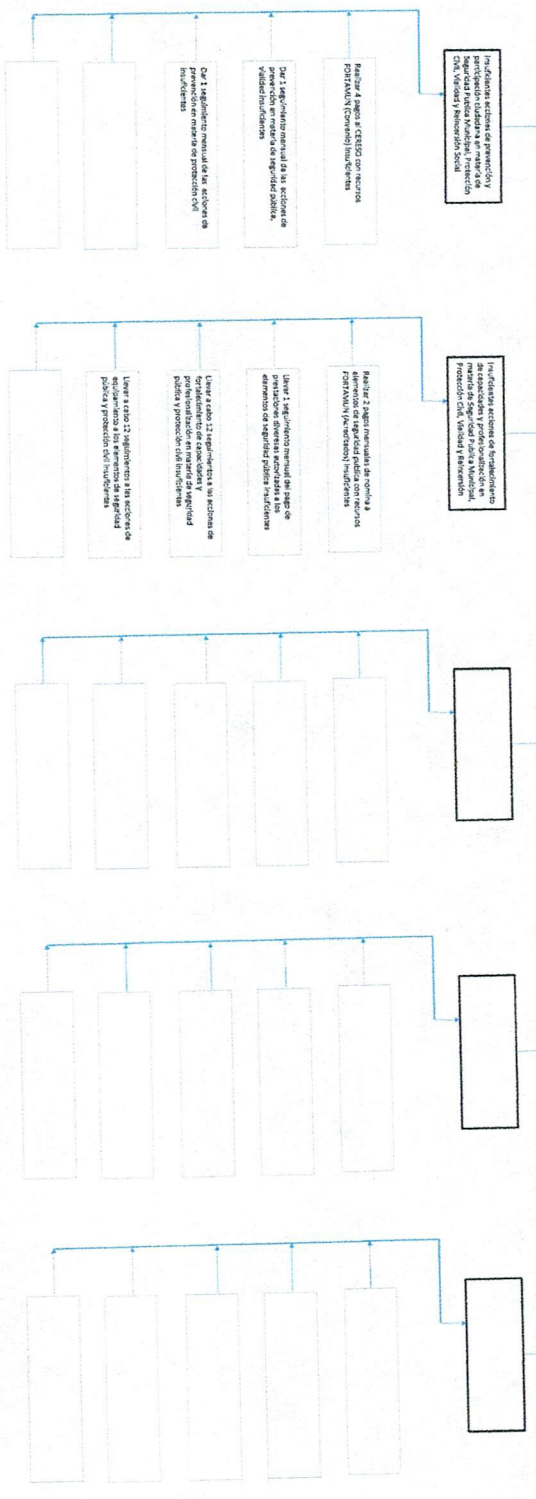 Insuficientes acciones de prevención y
participación ciudadana en materia de
Seguridad Publica Municipal, Protección
Civil, Vialidad y Reinserción Social
Realizar 4 pagos al CERESO con recursos
FORTAMUN (Convenio) insuficientes
Dar 1 seguimiento mensual de las acciones de
prevención en materia de seguridad pública,
vialidad insuficientes
Dar 1 seguimiento mensual de las acciones de
prevención en materia de protección civil
insuficientes
Insuficientes acciones de fortalecimiento
de capacidades y profesionalización en
materia de Seguridad Publica Municipal,
Protección Civil, Vialidad y Reinserción
Realizar 2 pagos mensuales de nomina a
elementos de seguridad publica con recursos
FORTAMUN (Acreditados) insuficientes
Llevar 1 seguimiento mensual del pago de
prestaciones diversas autorizadas a los
elementos de seguridad pública insuficientes
Llevar a cabo 12 seguimientos a las acciones de
fortalecimiento de capacidades y
profesionalización en materia de seguridad
pública y protección civil insuficientes
Llevar a cabo 12 seguimientos a las acciones de
equipamiento a los elementos de seguridad
pública y protección civil insuficientes